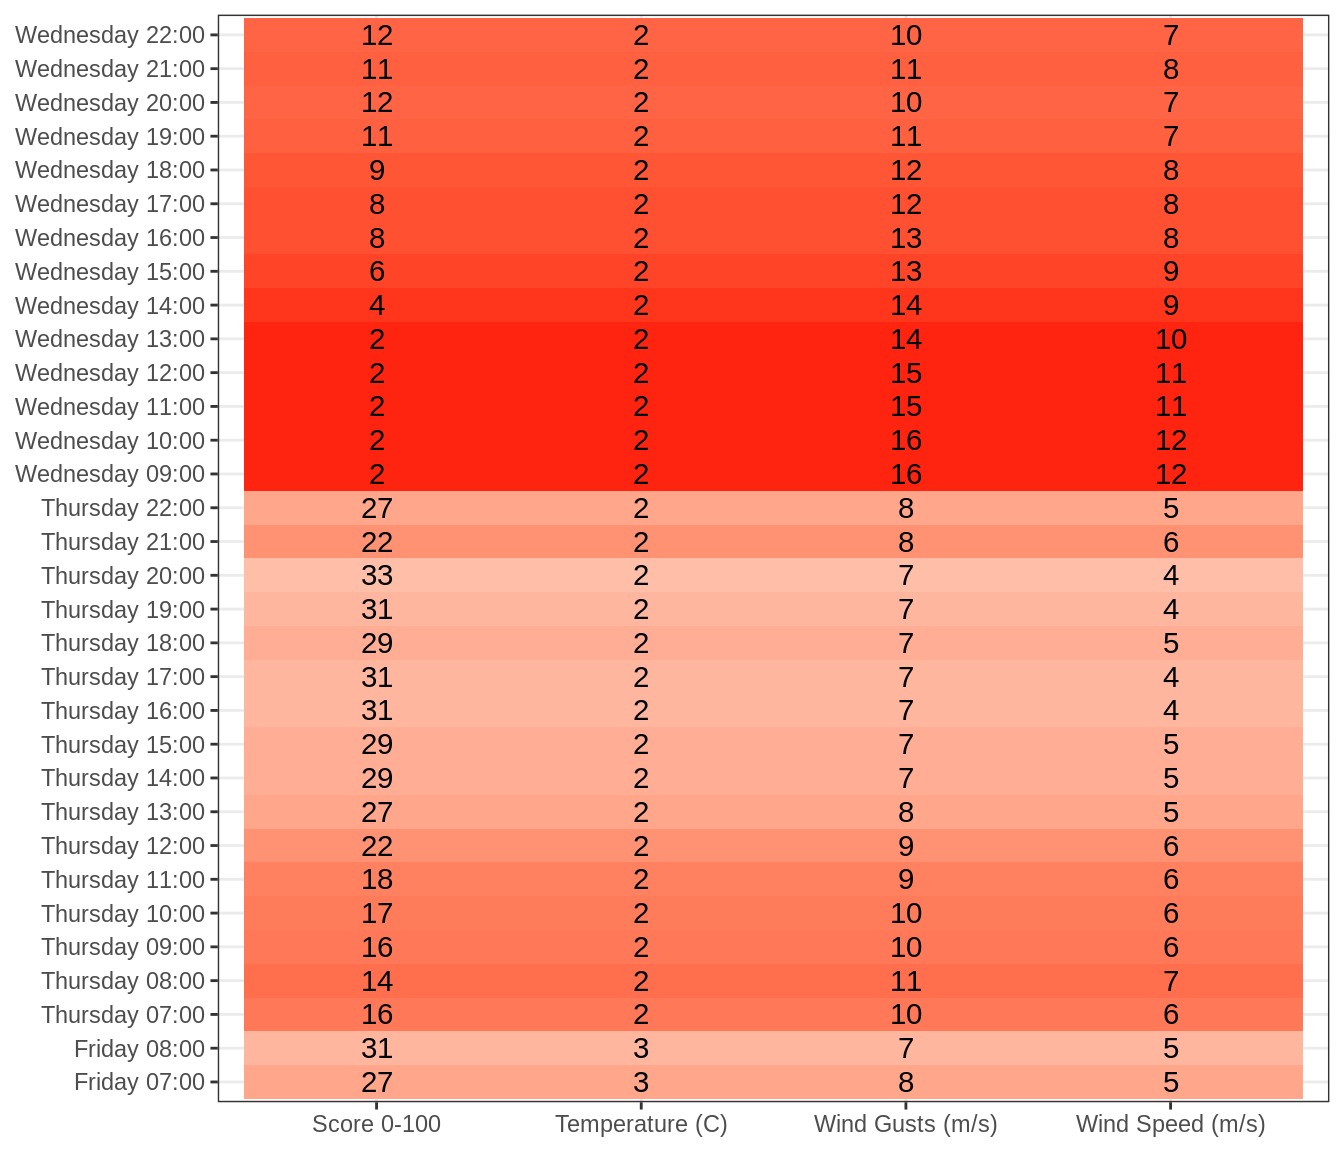 Wednesday 22:00 12 2 10 7
Wednesday 21:00 11 2 11 8
Wednesday 20:00 12 2 10 7
Wednesday 19:00 11 2 11 7
Wednesday 18:00 9 2 12 8
Wednesday 17:00 8 2 12 8
Wednesday 16:00 8 2 13 8
Wednesday 15:00 6 2 13 9
Wednesday 14:00 4 2 14 9
Wednesday 13:00 2 2 14 10
Wednesday 12:00 2 2 15 11
Wednesday 11:00 2 2 15 11
Wednesday 10:00 2 2 16 12
Wednesday 09:00 2 2 16 12
Thursday 22:00 27 2 8 5
Thursday 21:00 22 2 8 6
Thursday 20:00 33 2 7 4
Thursday 19:00 31 2 7 4
Thursday 18:00 29 2 7 5
Thursday 17:00 31 2 7 4
Thursday 16:00 31 2 7 4
Thursday 15:00 29 2 7 5
Thursday 14:00 29 2 7 5
Thursday 13:00 27 2 8 5
Thursday 12:00 22 2 9 6
Thursday 11:00 18 2 9 6
Thursday 10:00 17 2 10 6
Thursday 09:00 16 2 10 6
Thursday 08:00 14 2 11 7
Thursday 07:00 16 2 10 6
Friday 08:00 31 3 7 5
Friday 07:00 27 3 8 5
Score 0-100 Temperature (C) Wind Gusts (m/s) Wind Speed (m/s)